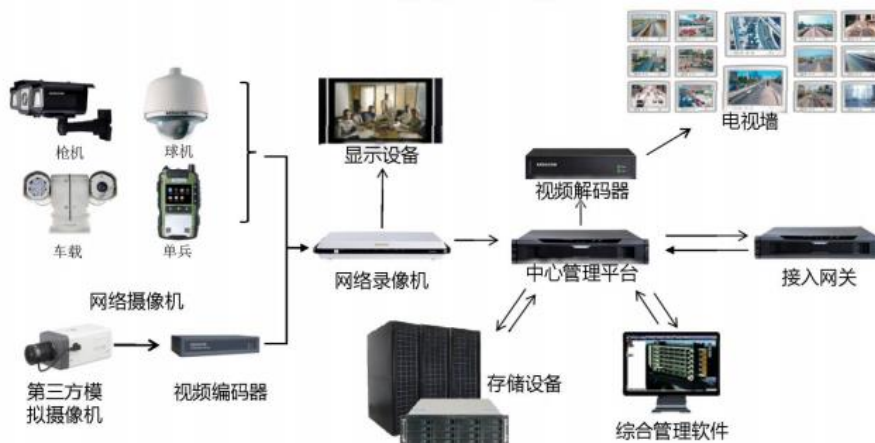 枪机
球机
车载
单兵
网络摄像机
第三方模
拟摄像机
视频编码器
显示设备
网络录像机
视频解码器
电视墙
中心管理平台
接入网关
存储设备
综合管理软件